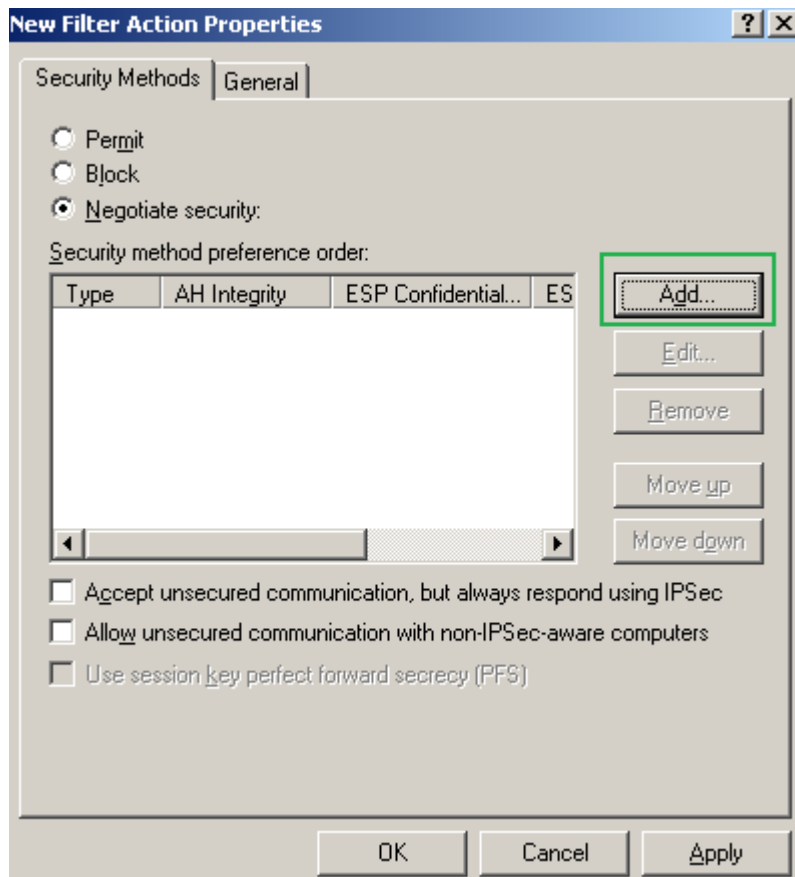 New Filter Action Properties
Security Methods
General
Permit
Block
Negotiate security:
Security method preference order:
Type AH Integrity ESP Confidential... ES
Add...
Edit...
Remove
Move up
Move down
Accept unsecured communication, but always respond using IPSec
Allow unsecured communication with non-IPSec-aware computers
Use session key perfect forward secrecy (PFS)
OK Cancel Apply